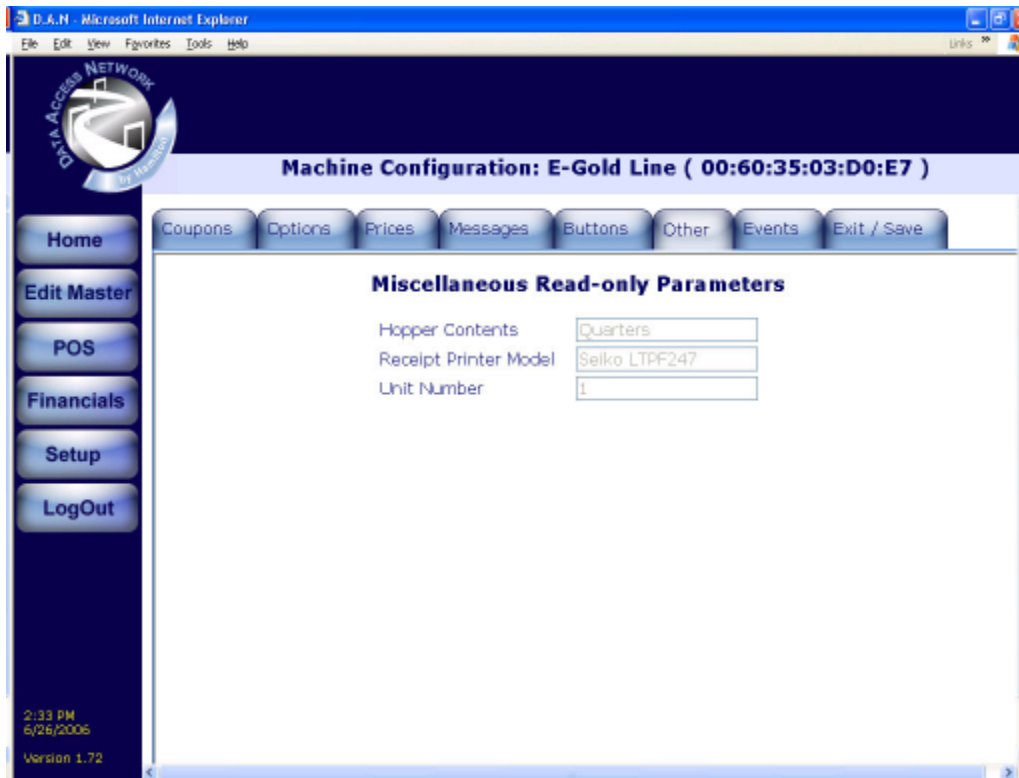 D.A.N - Microsoft Internet Explorer
File Edit View Favorites Tools Help
Links »
DATA ACCESS NETWORK
by Hamilton
Machine Configuration: E-Gold Line ( 00:60:35:03:D0:E7 )
Coupons Options Prices Messages Buttons Other Events Exit / Save
Home
Edit Master
POS
Financials
Setup
LogOut
Miscellaneous Read-only Parameters
Hopper Contents Quarters
Receipt Printer Model Seiko LTPF247
Unit Number 1
2:33 PM
6/26/2006
Version 1.72